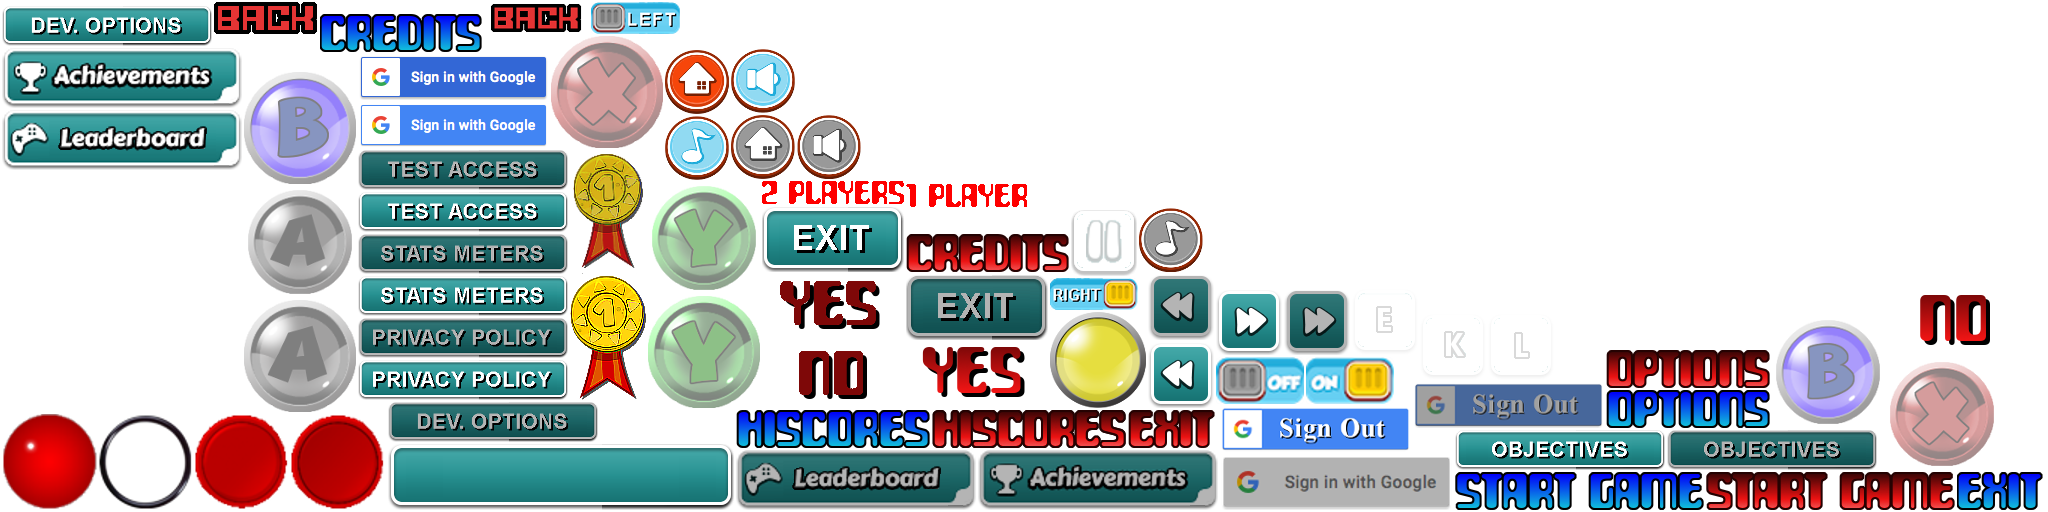 DEV. OPTIONS
BACK
CREDITS
BACK
LEFT
Achievements
Sign in with Google
X
B
Sign in with Google
Leaderboard
TEST ACCESS
1
2 PLAYERS
1 PLAYER
TEST ACCESS
A
Y
EXIT
CREDITS
STATS METERS
STATS METERS
YES
EXIT
RIGHT
1
PRIVACY POLICY
A
Y
E
K
L
NO
PRIVACY POLICY
NO
YES
OFF
ON
OPTIONS
B
OPTIONS
Sign Out
X
DEV. OPTIONS
HISCORES
HISCORES
EXIT
Sign Out
OBJECTIVES
OBJECTIVES
Leaderboard
Achievements
Sign in with Google
START GAME
START GAME
EXIT